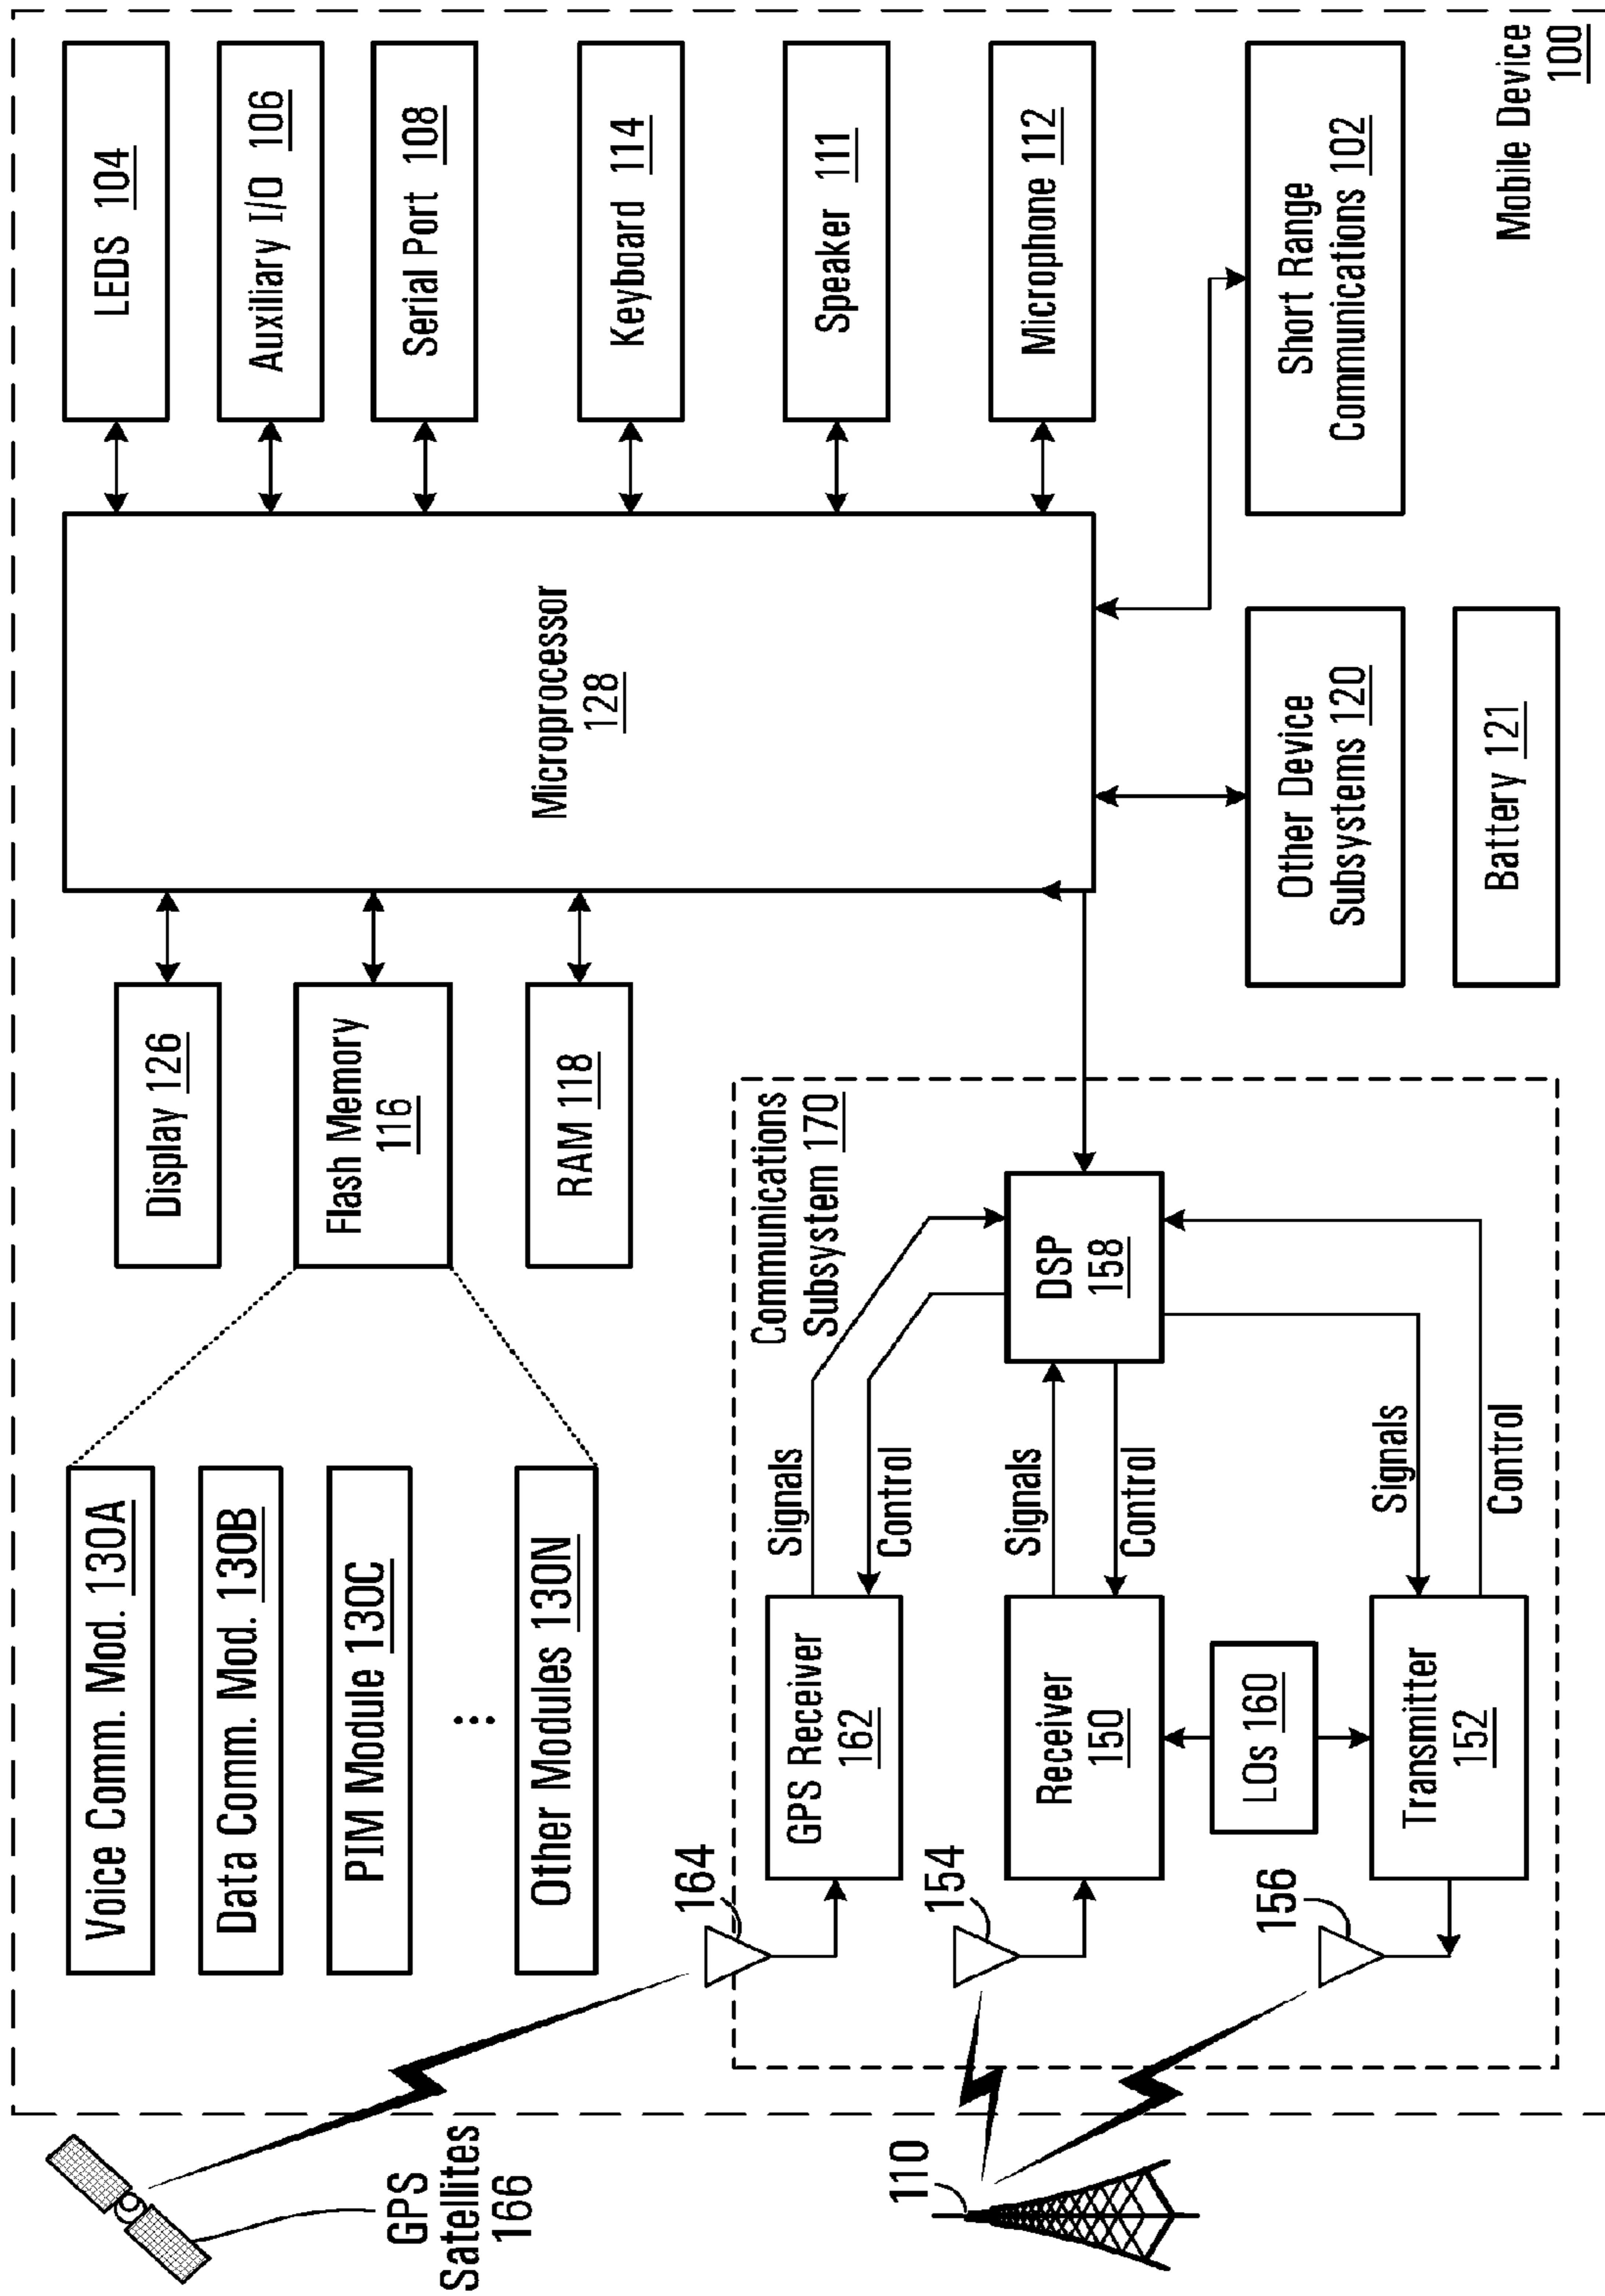 GPS
Satellites
166
110
Voice Comm. Mod. 130A
Data Comm. Mod. 130B
PIM Module 130C
Other Modules 130N
Display 126
Flash Memory
116
RAM 118
Microprocessor
128
LEDS 104
Auxiliary I/O 106
Serial Port 108
Keyboard 114
Speaker 111
Microphone 112
Short Range
Communications 102
Other Device
Subsystems 120
Battery 121
Communications
Subsystem 170
164
GPS Receiver
162
Signals
Control
154
Receiver
150
Signals
Control
DSP
158
LOs 160
156
Transmitter
152
Signals
Control
Mobile Device
100